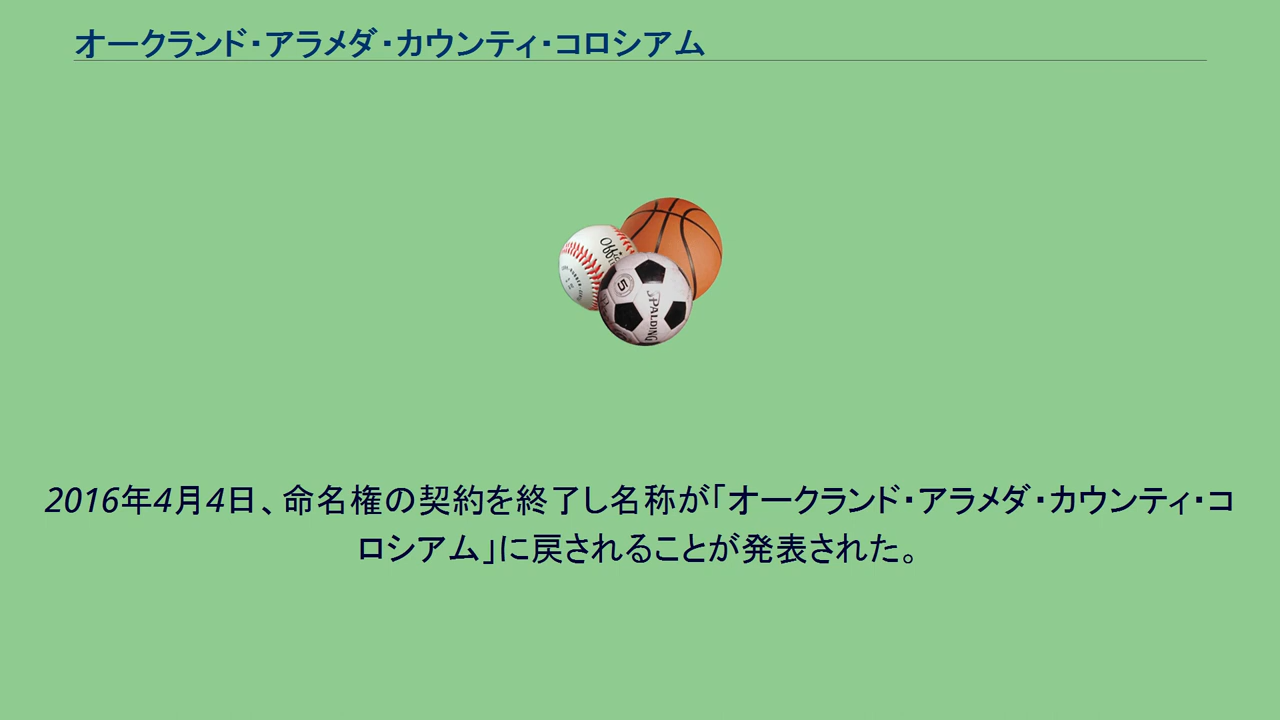 オークランド・アラメダ・カウンティ・コロシアム
Offic
5
SPALDING
2016年4月4日、命名権の契約を終了し名称が「オークランド・アラメダ・カウンティ・コ
ロシアム」に戻されることが発表された。